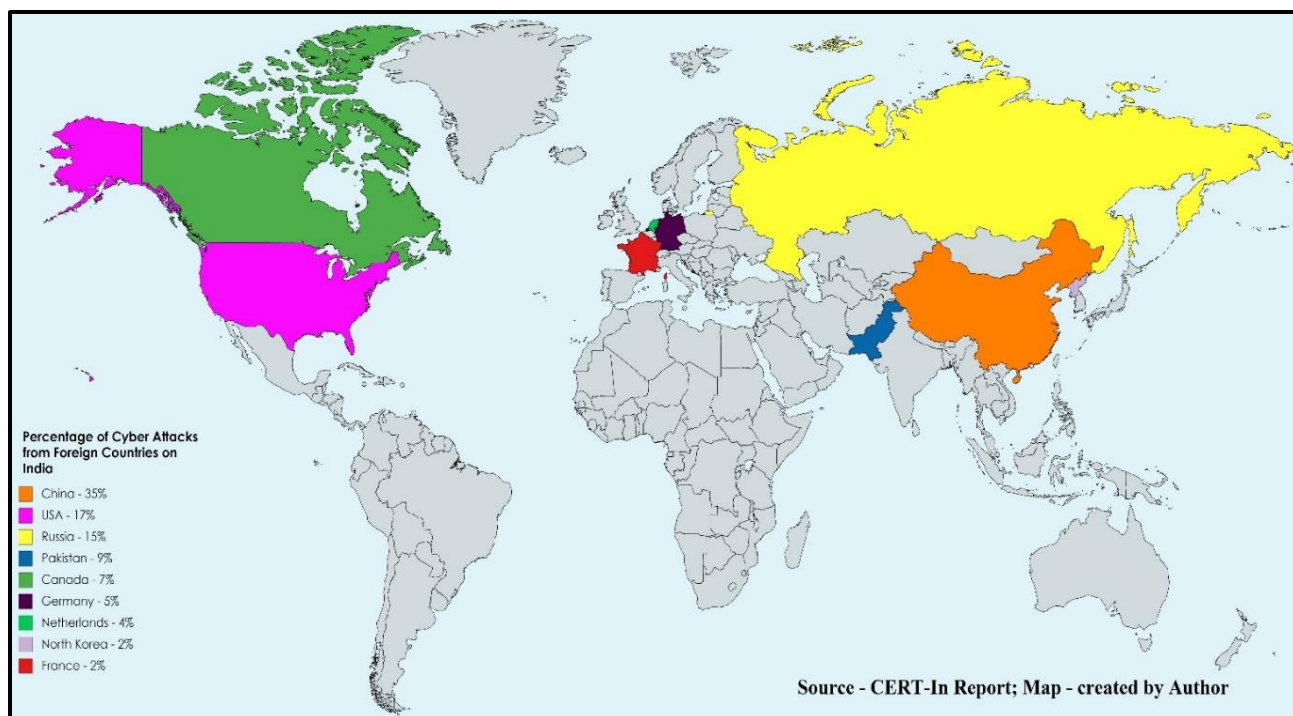 Percentage of Cyber Attacks
from Foreign Countries on
India
China - 35%
USA - 17%
Russia - 15%
Pakistan - 9%
Canada - 7%
Germany - 5%
Netherlands - 4%
North Korea - 2%
France - 2%
Source - CERT-In Report; Map - created by Author